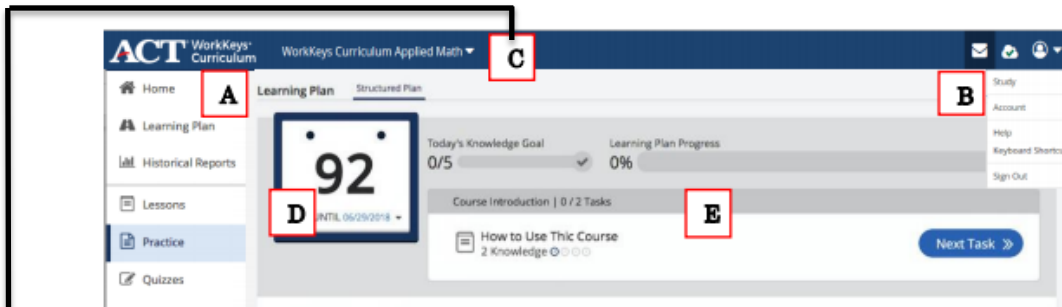 ACT WorkKeys® Curriculum
WorkKeys Curriculum Applied Math
C
Home
A
Learning Plan
Structured Plan
B
Study
Account
Learning Plan
Help
Keyboard Shortcu
Sign Out
Historical Reports
92
Today's Knowledge Goal
0/5
Learning Plan Progress
0%
Lessons
D
UNTIL 06/29/2018
Course Introduction | 0 / 2 Tasks
E
Practice
How to Use Thic Course
2 Knowledge
Next Task
Quizzes